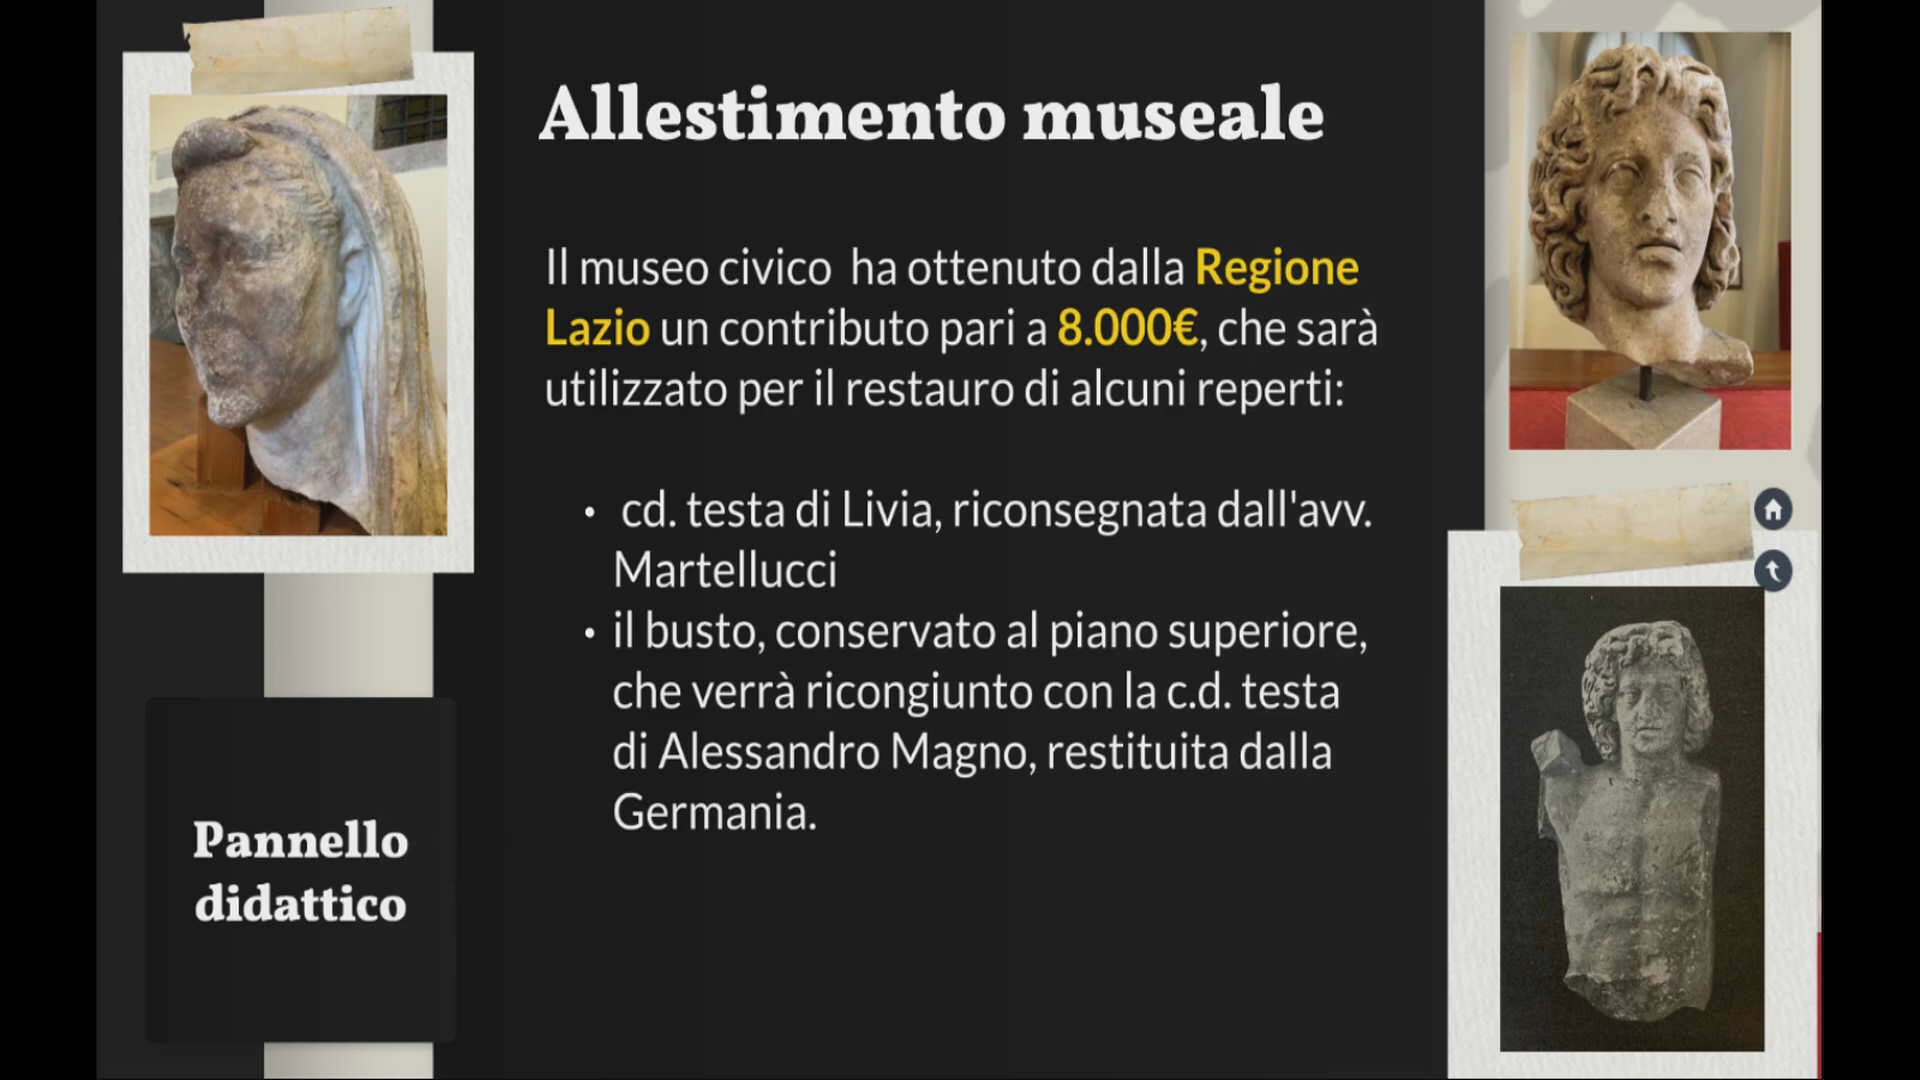 Allestimento museale
Il museo civico ha ottenuto dalla Regione
Lazio un contributo pari a 8.000€, che sarà
utilizzato per il restauro di alcuni reperti:
• cd. testa di Livia, riconsegnata dall'avv.
Martellucci
• il busto, conservato al piano superiore,
che verrà ricongiunto con la c.d. testa
di Alessandro Magno, restituita dalla
Germania.
Pannello
didattico